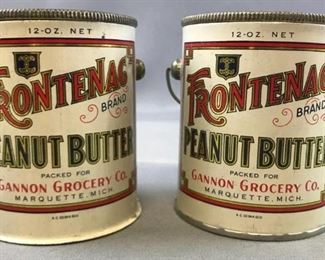 12-OZ. NET
FRONTENAC
BRAND
PEANUT BUTTER
PACKED FOR
GANNON GROCERY CO.
MARQUETTE, MICH.
12-OZ. NET
FRONTENAC
BRAND
PEANUT BUTTER
PACKED FOR
GANNON GROCERY CO.
MARQUETTE, MICH.